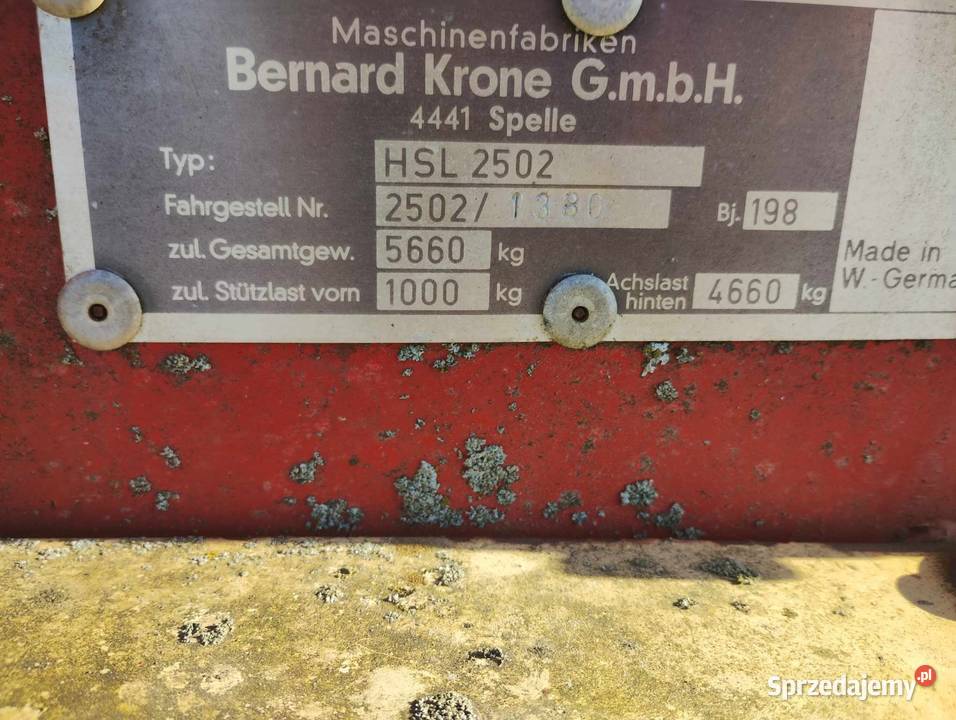 Maschinenfabriken
Bernard Krone G.m.b.H.
4441 Spelle
Typ: HSL 2502
Fahrgestell Nr. 2502/ 1380 Bj. 198
zul. Gesamtgew. 5660 kg
zul. Stützlast vorn 1000 kg Achslast hinten 4660 kg
Made in
W.-Germa
Sprzedajemy.pl